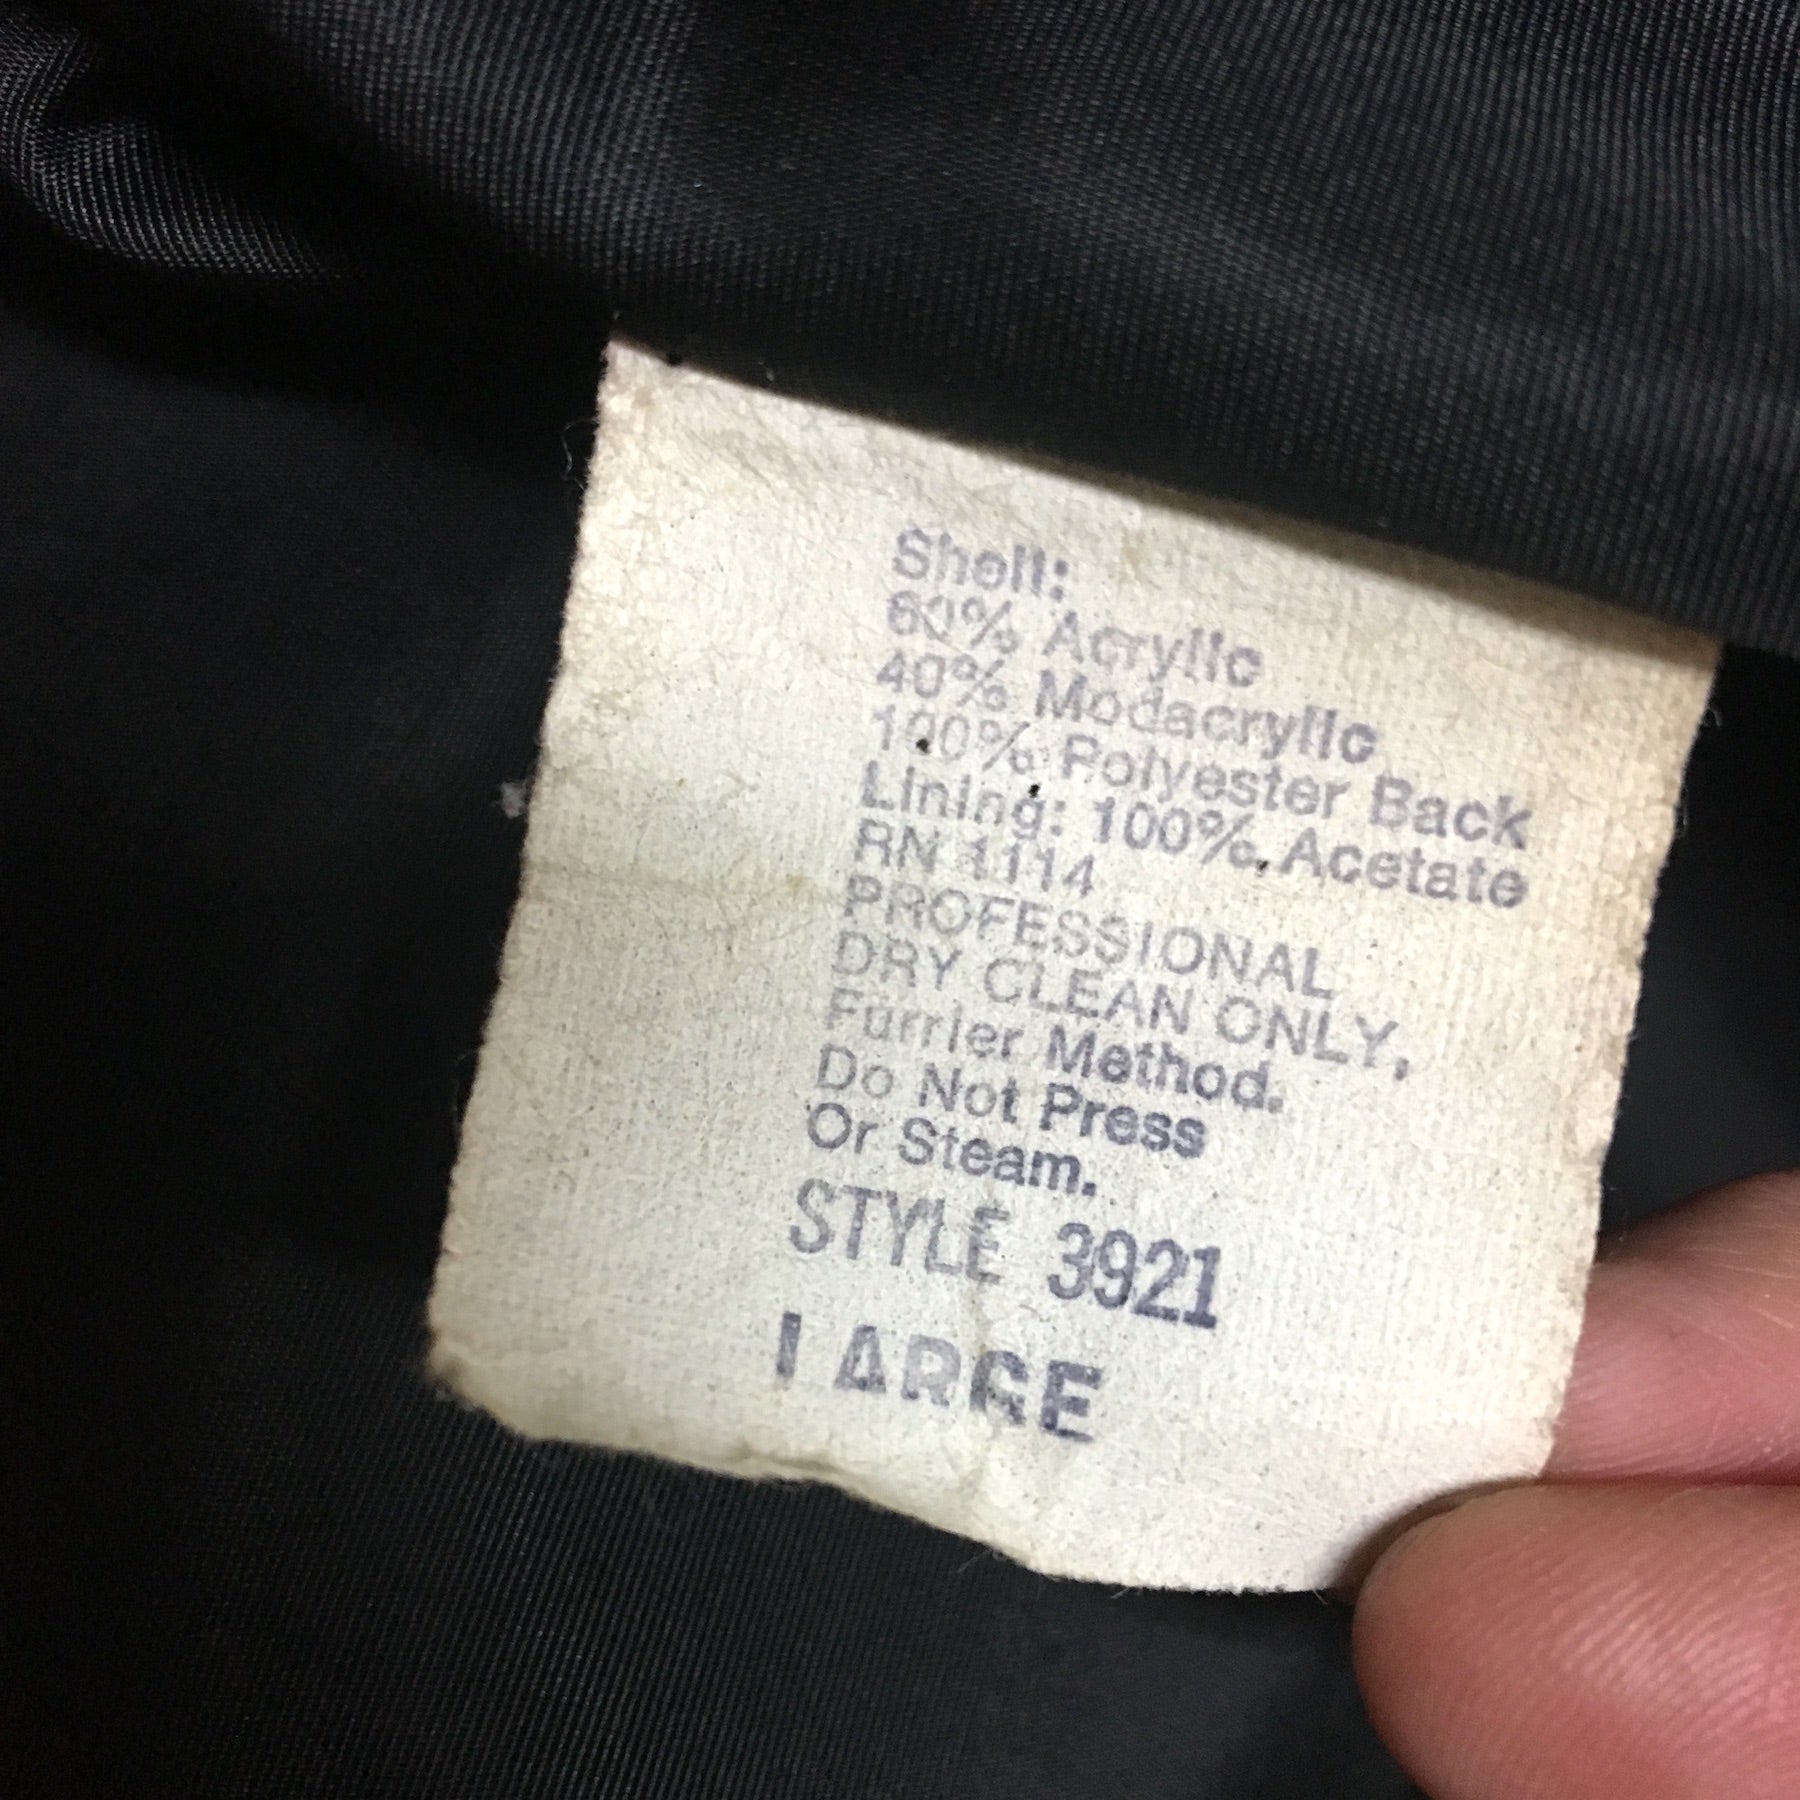 Shell:
60% Acrylic
40% Modacrylic
100% Polyester Back
Lining: 100% Acetate
RN 1114
PROFESSIONAL
DRY CLEAN ONLY,
Furrier Method.
Do Not Press
Or Steam.
STYLE 3921
LARGE